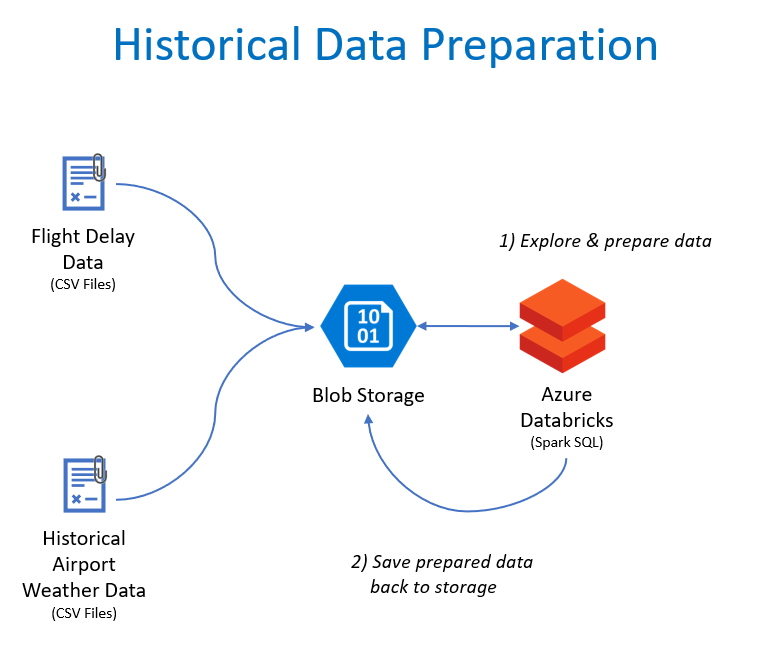 Historical Data Preparation
Flight Delay
Data
(CSV Files)
1) Explore & prepare data
10
01
Blob Storage
Azure
Databricks
(Spark SQL)
Historical
Airport
Weather Data
(CSV Files)
2) Save prepared data
back to storage